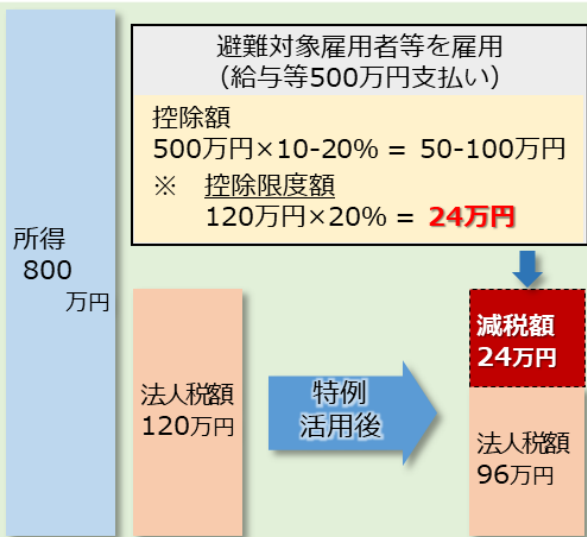 避難対象雇用者等を雇用
（給与等500万円支払い）
控除額
500万円×10-20% = 50-100万円
※　控除限度額
120万円×20% = 24万円
所得
800
万円
法人税額
120万円
特例
活用後
減税額
24万円
法人税額
96万円